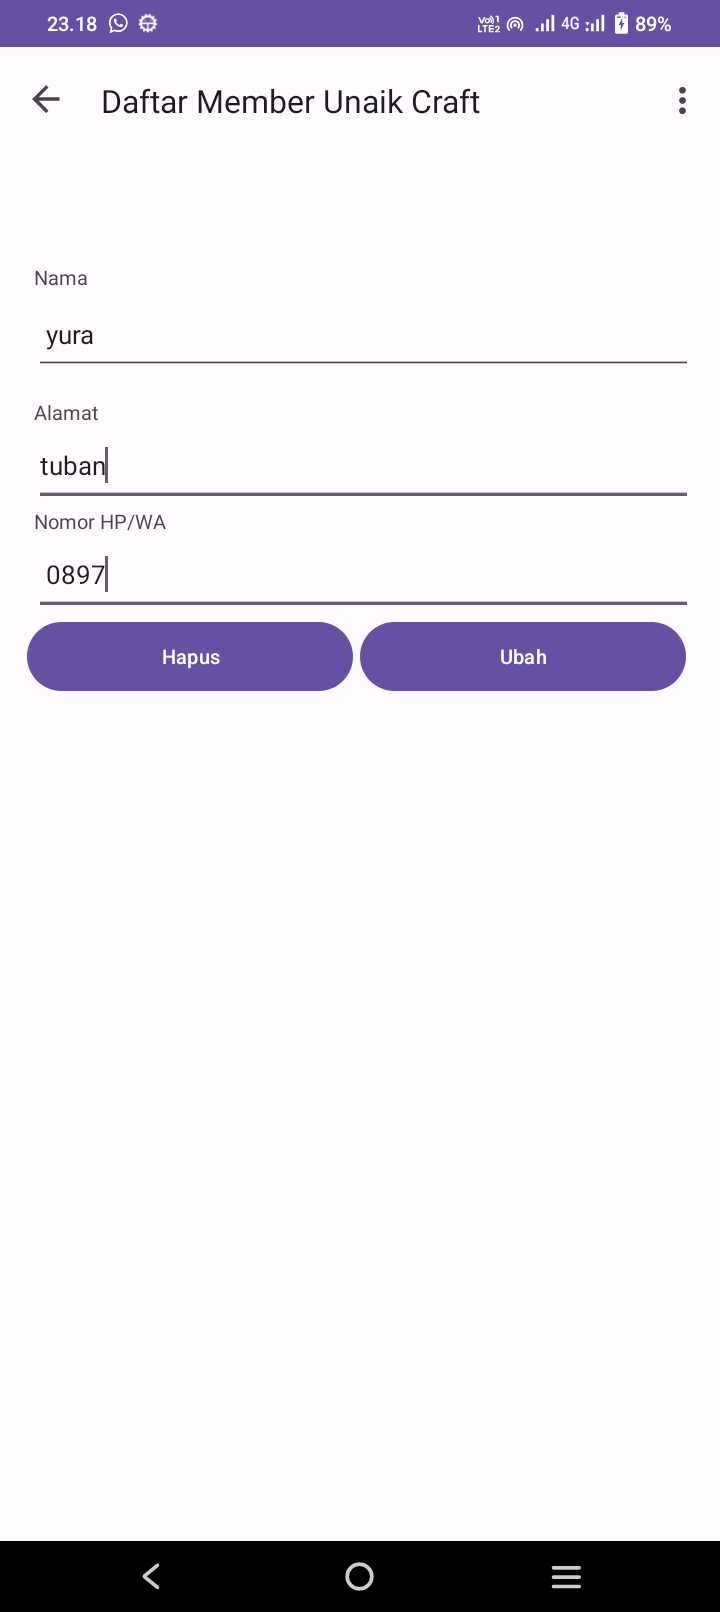 23.18 Vo))1 LTE2 4G 89%
Daftar Member Unaik Craft
Nama
yura
Alamat
tuban
Nomor HP/WA
0897
Hapus Ubah